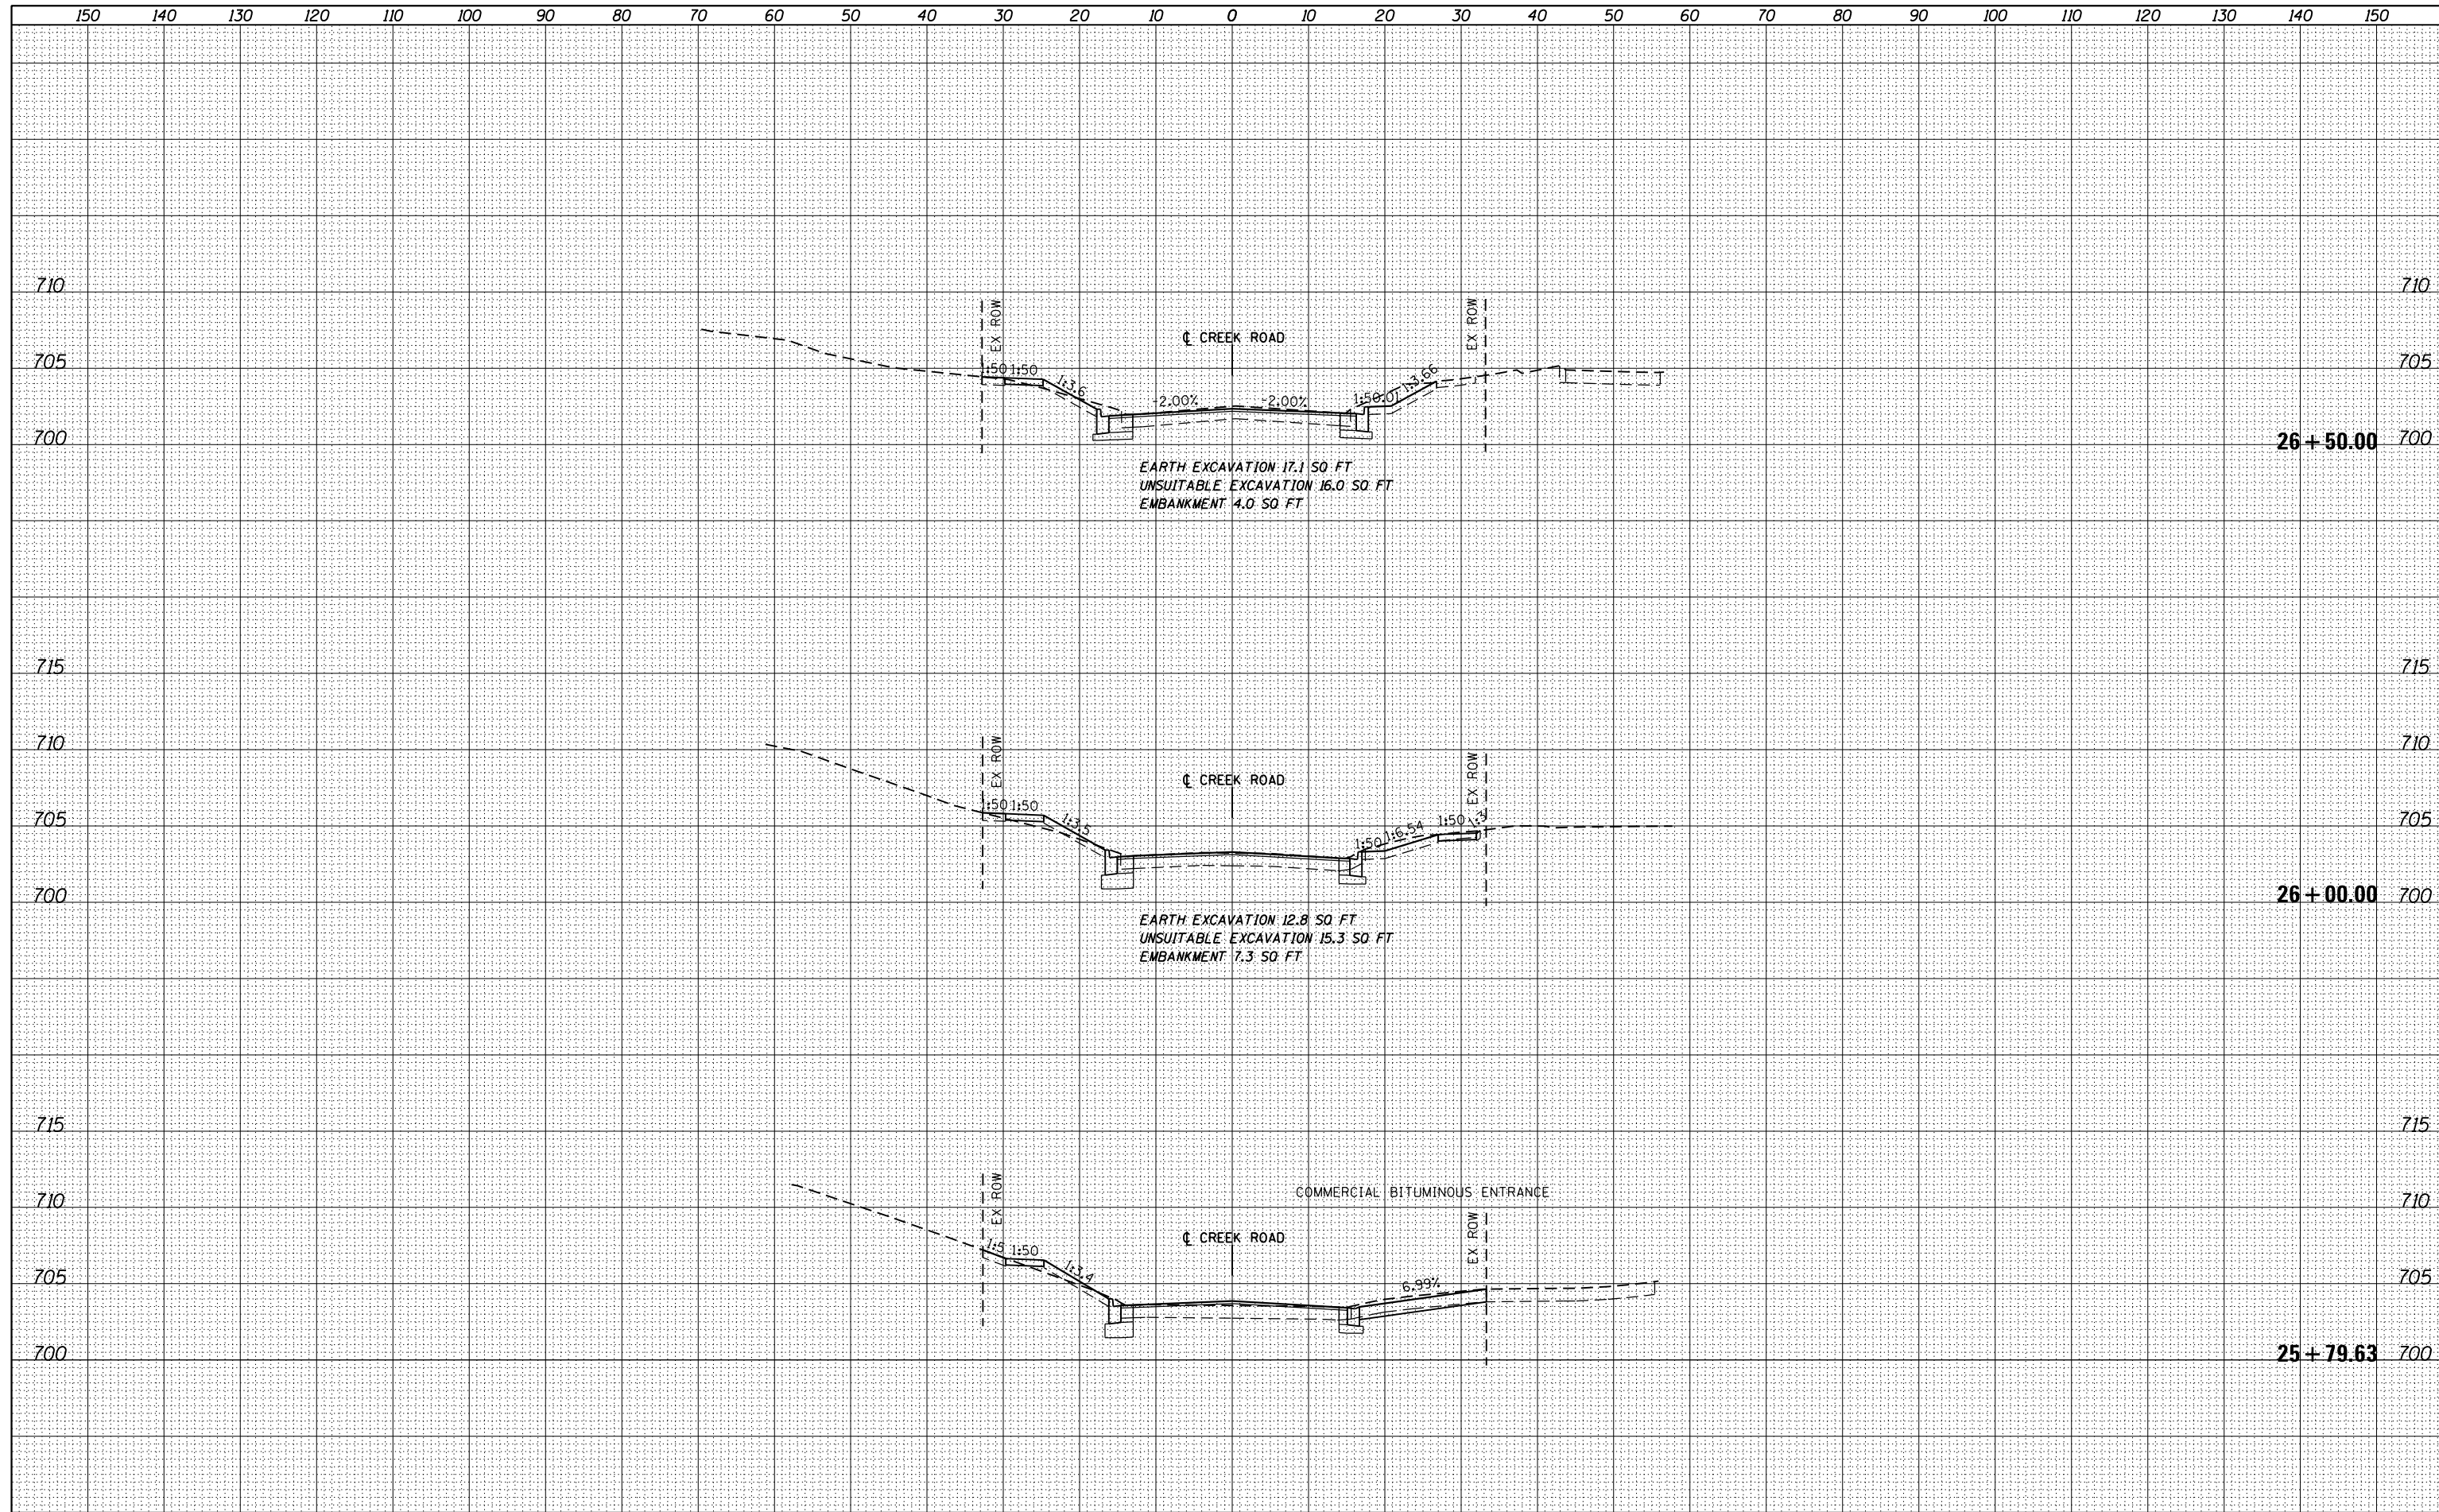 150 140 130 120 110 100 90 80 70 60 50 40 30 20 10 0 10 20 30 40 50 60 70 80 90 100 110 120 130 140 150
710 710
EX ROW EX ROW
℄ CREEK ROAD
705 705
1:50 1:50 1:3.6 -2.00% -2.00% 1:50.01 1:3.66
700 26+50.00 700
EARTH EXCAVATION 17.1 SQ FT
UNSUITABLE EXCAVATION 16.0 SQ FT
EMBANKMENT 4.0 SQ FT
715 715
710 710
EX ROW EX ROW
℄ CREEK ROAD
705 705
1:50 1:50 1:3.5 1:50 1:6.54 1:50 1:3
700 26+00.00 700
EARTH EXCAVATION 12.8 SQ FT
UNSUITABLE EXCAVATION 15.3 SQ FT
EMBANKMENT 7.3 SQ FT
715 715
710 710
COMMERCIAL BITUMINOUS ENTRANCE
EX ROW EX ROW
℄ CREEK ROAD
1:5 1:50 1:3.4 6.99%
705 705
700 25+79.63 700